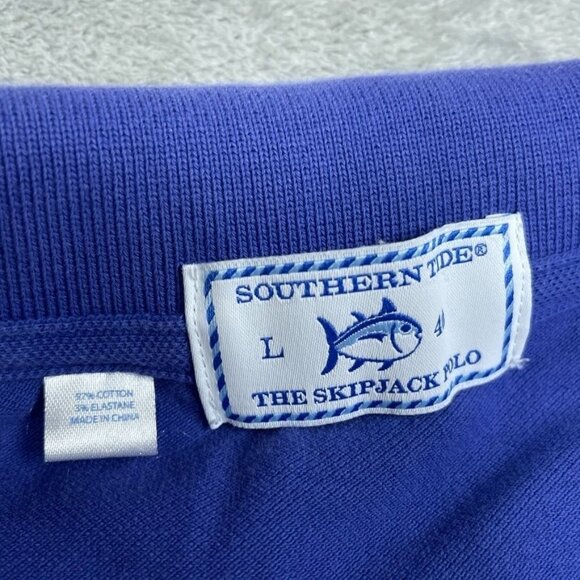 SOUTHERN TIDE®
L
THE SKIPJACK POLO
97% COTTON
3% ELASTANE
MADE IN CHINA